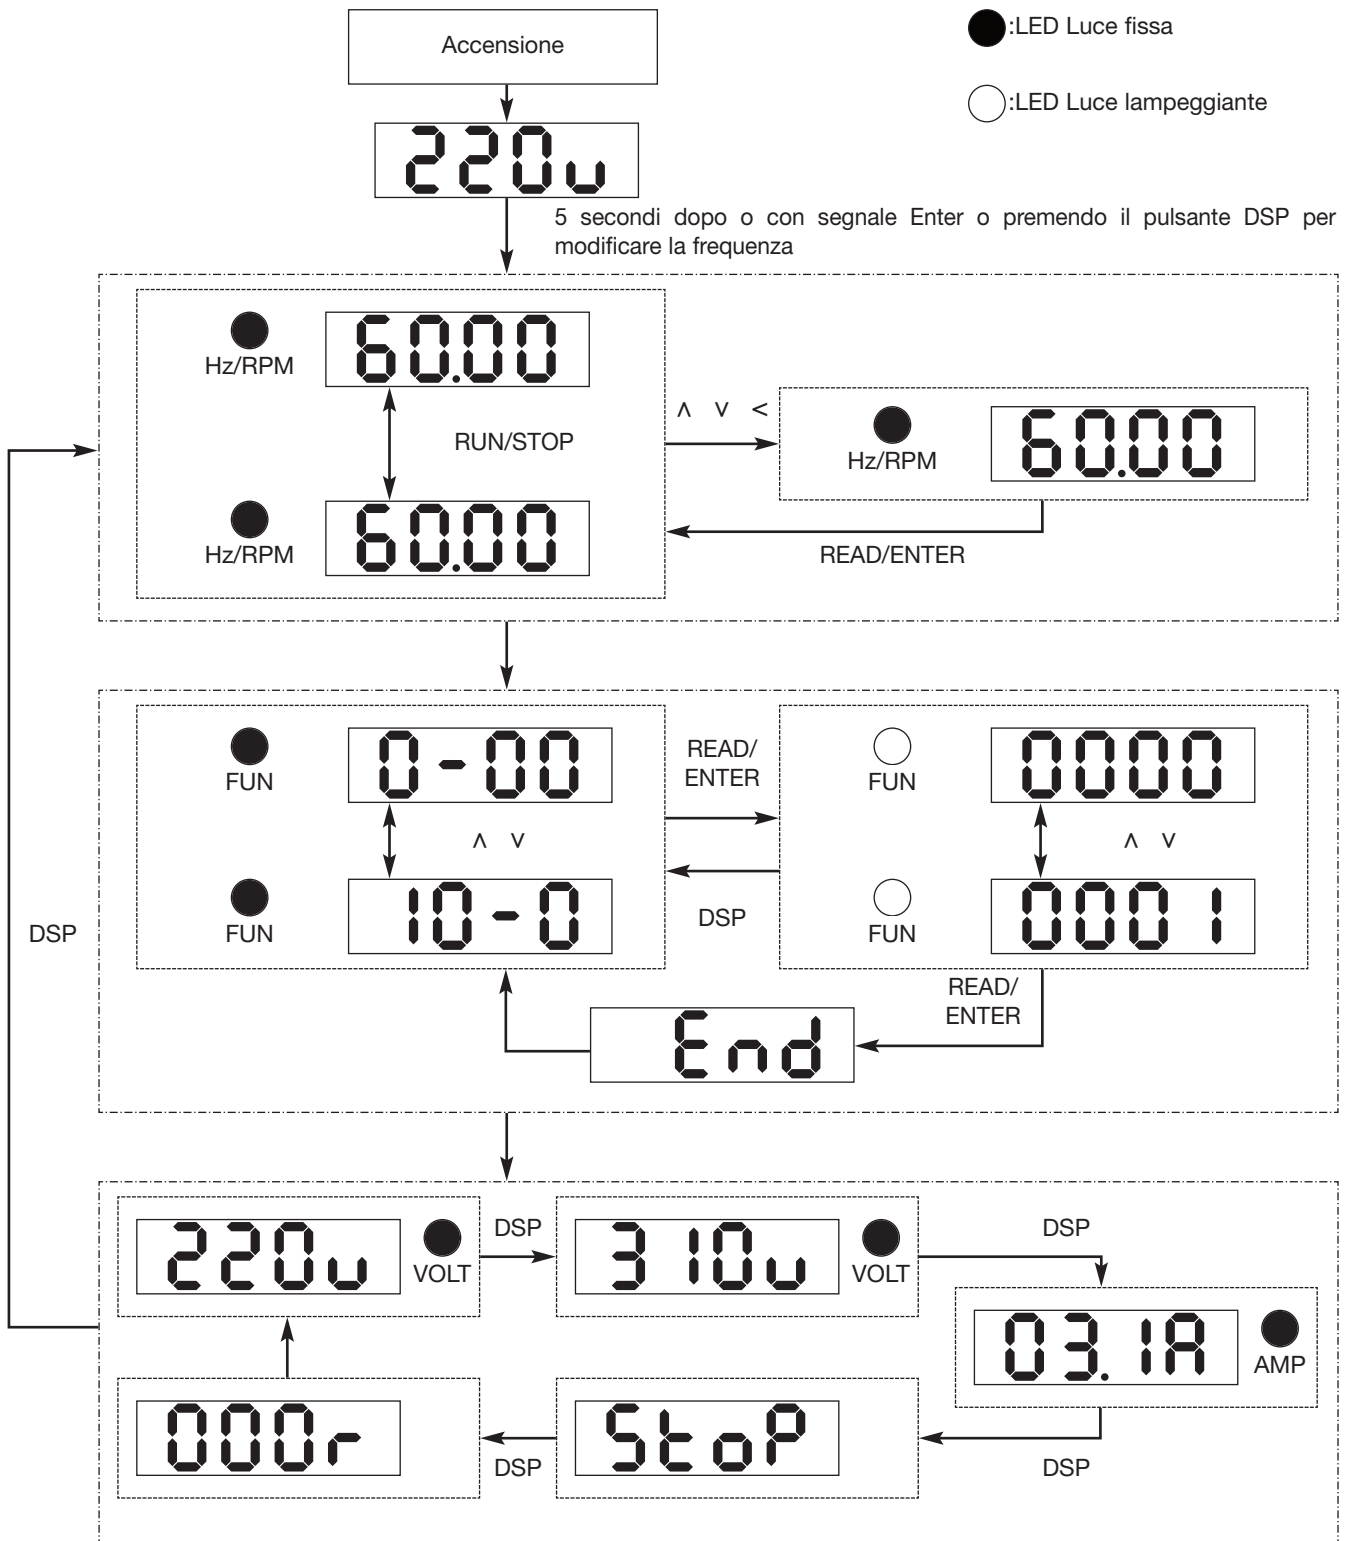 Accensione
:LED Luce fissa
:LED Luce lampeggiante
220u
5 secondi dopo o con segnale Enter o premendo il pulsante DSP per
modificare la frequenza
Hz/RPM
60.00
RUN/STOP
Hz/RPM
60.00
∧ ∨ <
Hz/RPM
60.00
READ/ENTER
FUN
0-00
∧ ∨
FUN
10-0
READ/
ENTER
DSP
FUN
0000
∧ ∨
FUN
0001
READ/
ENTER
End
DSP
220u
VOLT
DSP
310u
VOLT
DSP
03.1A
AMP
DSP
StoP
DSP
000r